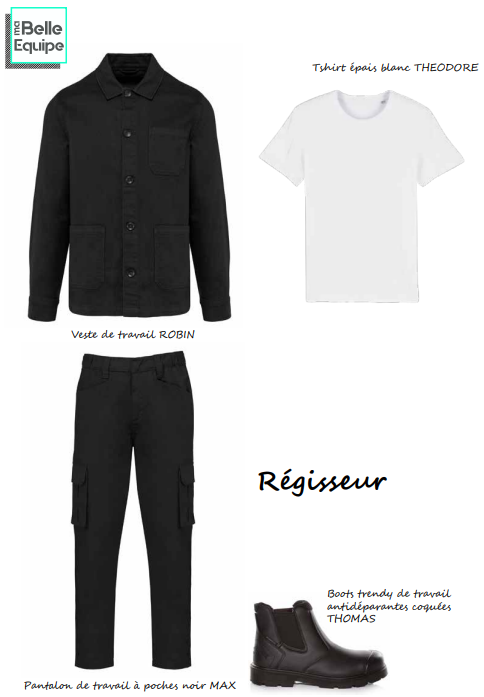 ma
Belle
Equipe
Tshirt épais blanc THEODORE
Veste de travail ROBIN
Régisseur
Boots trendy de travail
antidéparantes coquées
THOMAS
Pantalon de travail à poches noir MAX